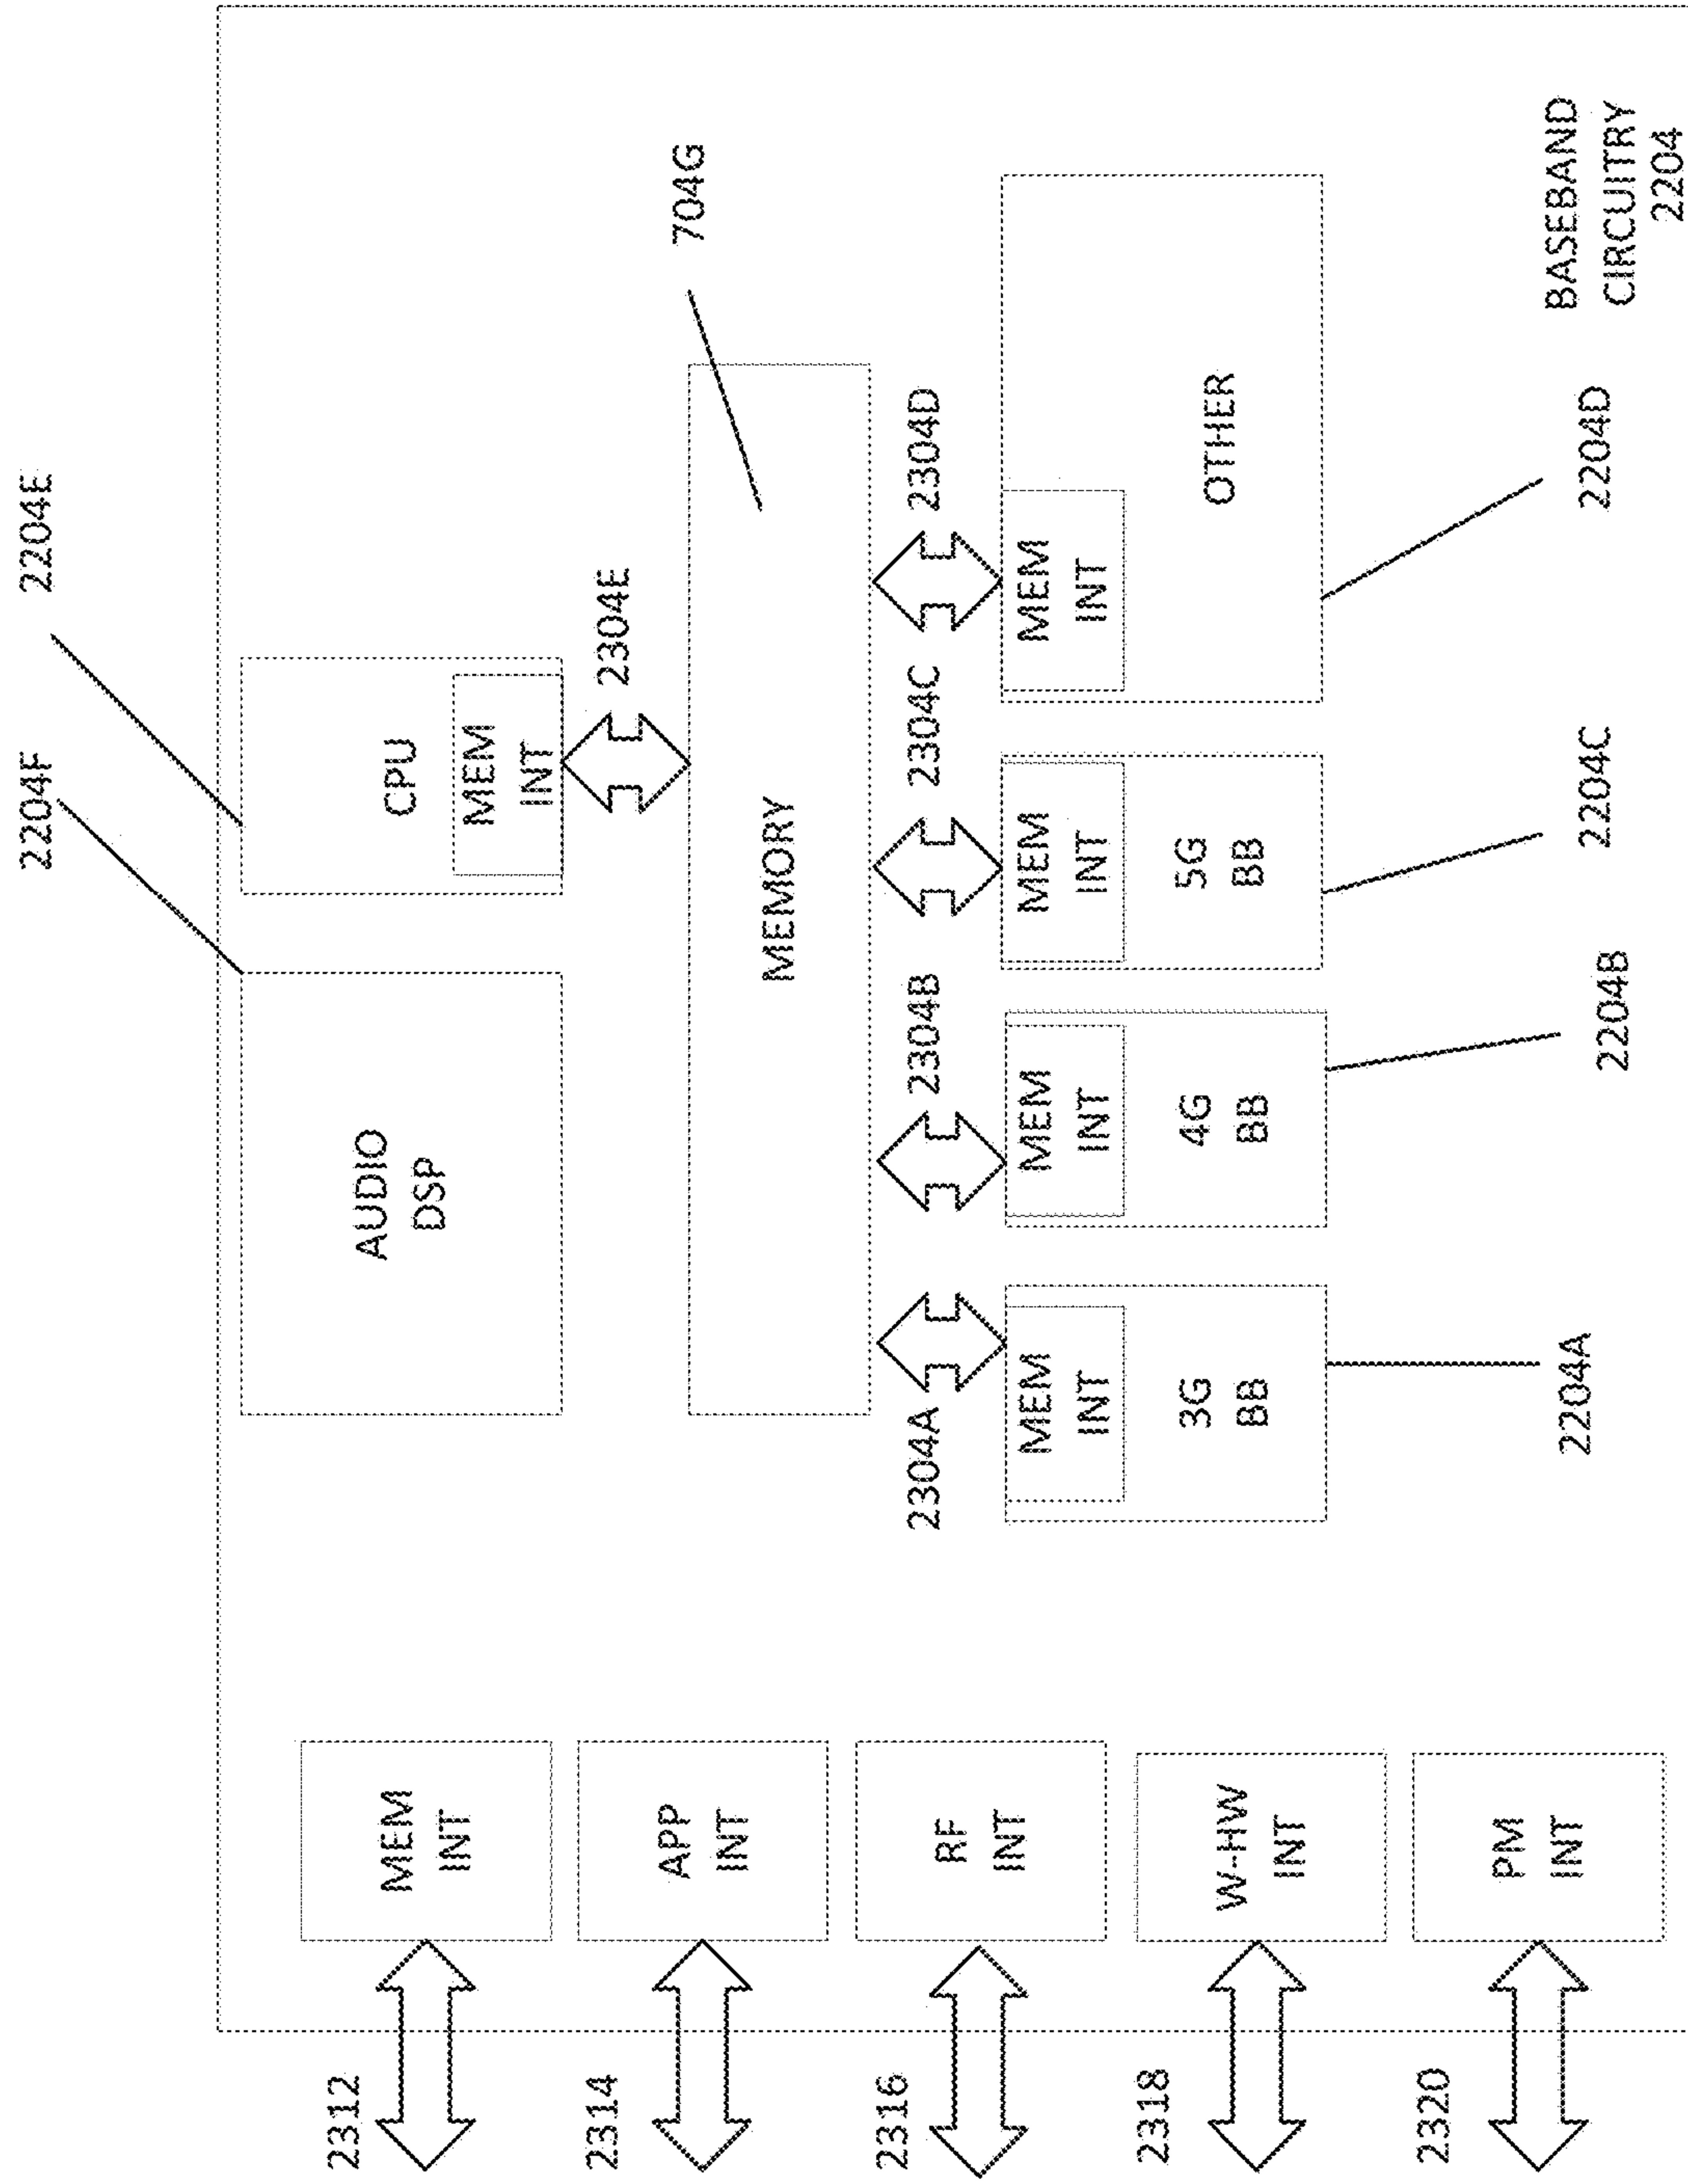 2204F
2204E
2312
MEM
INT
AUDIO
DSP
CPU
MEM
INT
2304E
704G
2314
APP
INT
MEMORY
2316
RF
INT
2304A
2304B
2304C
2304D
MEM
INT
3G
BB
MEM
INT
4G
BB
MEM
INT
5G
BB
MEM
INT
OTHER
2318
W-HW
INT
2320
PM
INT
2204A
2204B
2204C
2204D
BASEBAND
CIRCUITRY
2204